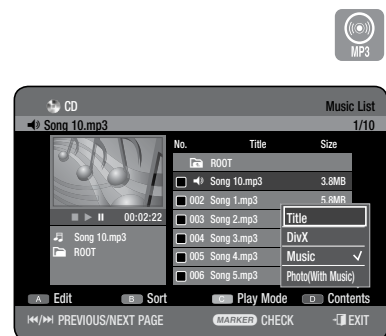 MP3
CD Music List
Song 10.mp3 1/10
No. Title Size
ROOT
Song 10.mp3 3.8MB
002 Song 1.mp3 5.8MB
003 Song 2.mp3
004 Song 3.mp3
005 Song 4.mp3
006 Song 5.mp3
Title
DivX
Music
Photo(With Music)
00:02:22
Song 10.mp3
ROOT
A Edit B Sort C Play Mode D Contents
PREVIOUS/NEXT PAGE MARKER CHECK EXIT